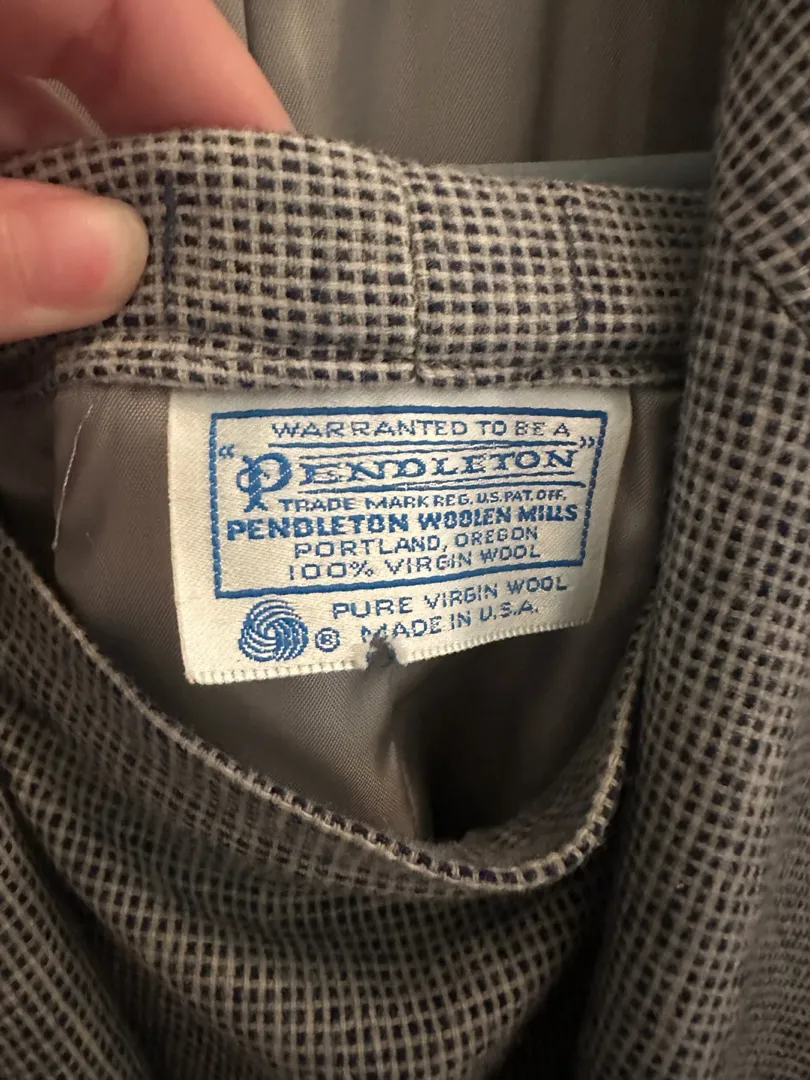 WARRANTED TO BE A
"PENDLETON"
TRADE MARK REG. U.S. PAT. OFF.
PENDLETON WOOLEN MILLS
PORTLAND, OREGON
100% VIRGIN WOOL
PURE VIRGIN WOOL
® MADE IN U.S.A.